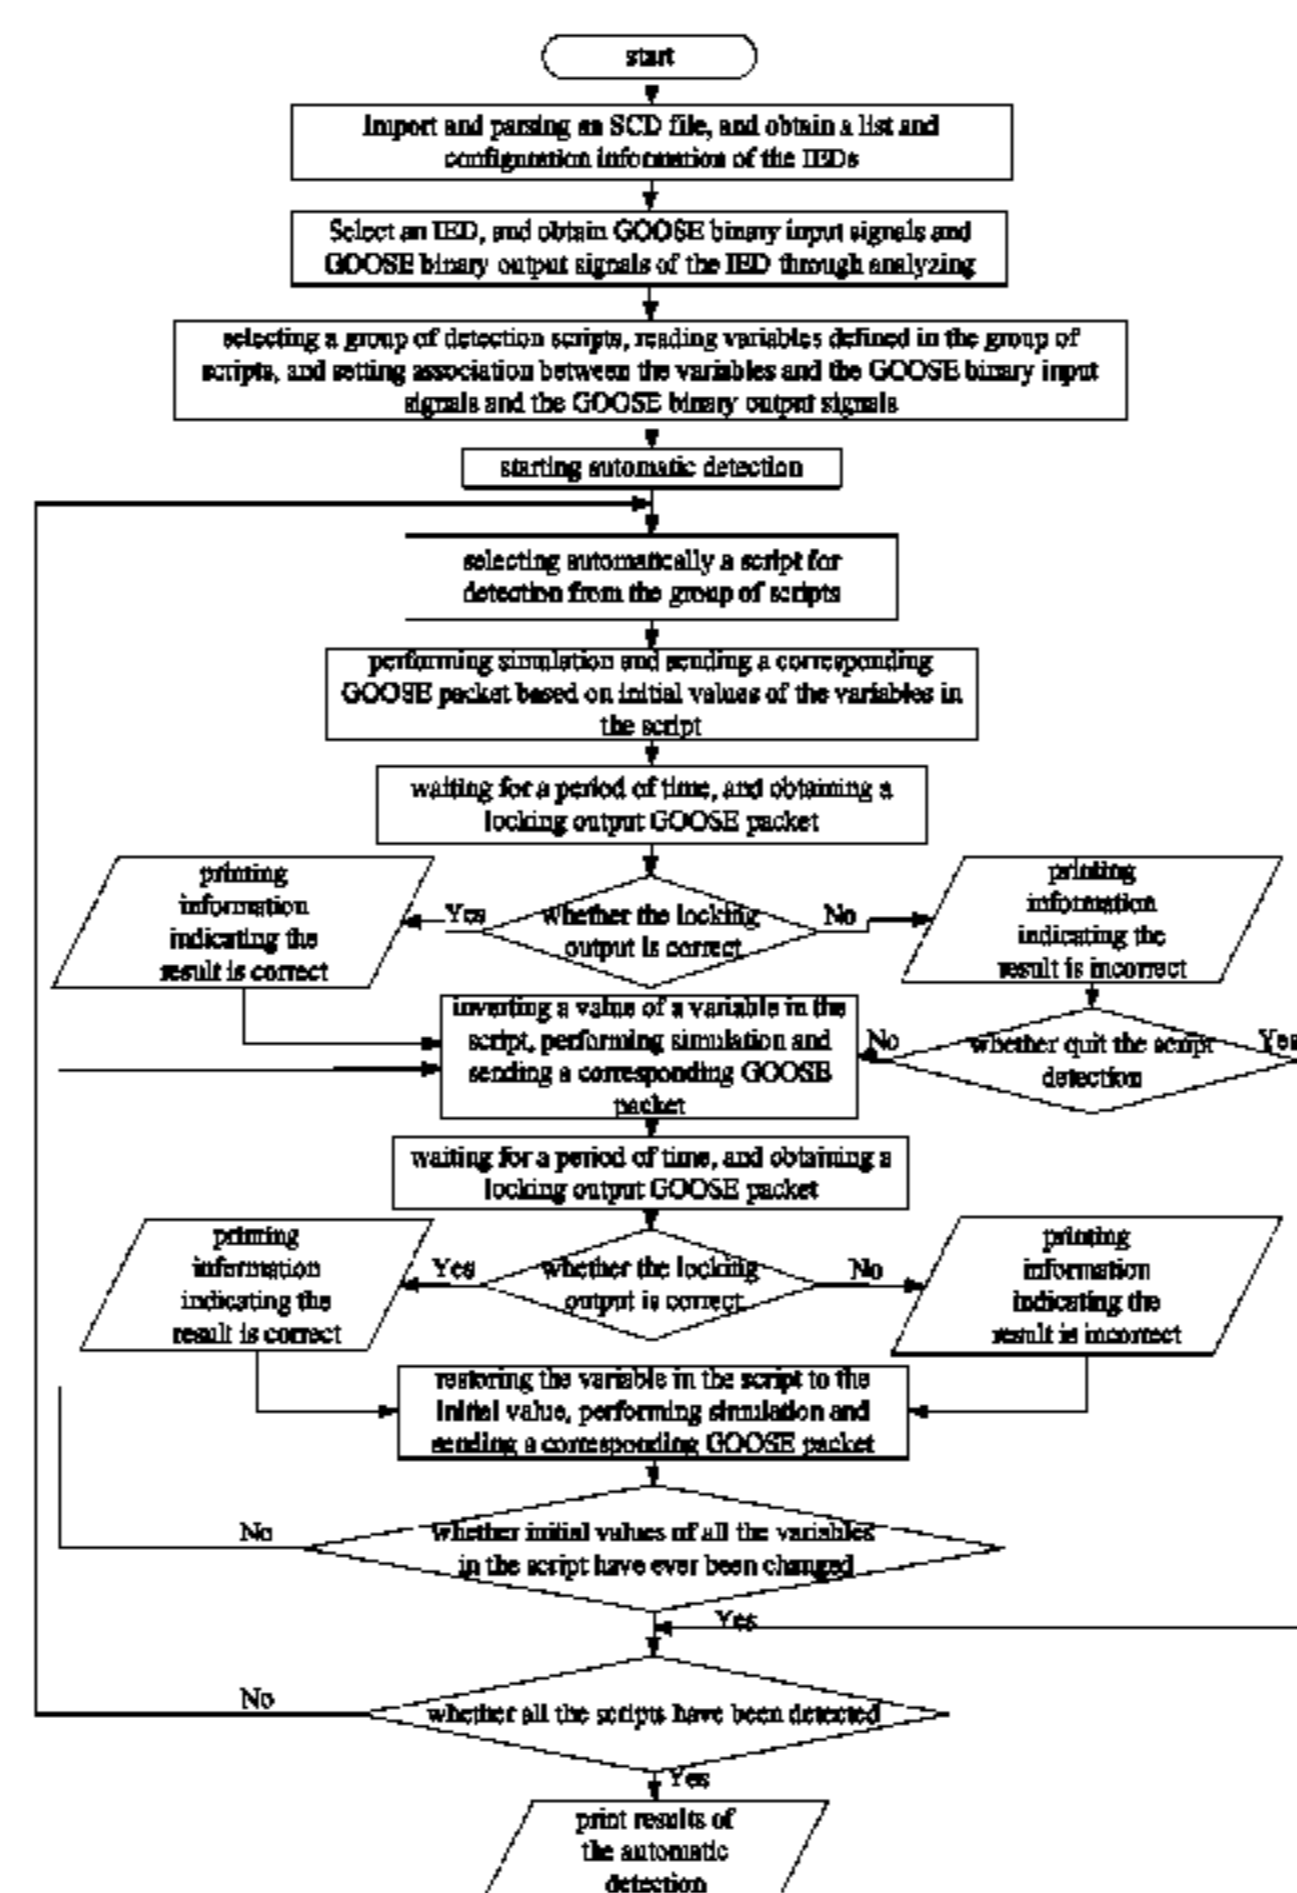 start
Import and parsing an SCD file, and obtain a list and
configuration information of the IEDs
Select an IED, and obtain GOOSE binary input signals and
GOOSE binary output signals of the IED through analyzing
selecting a group of detection scripts, reading variables defined in the group of
scripts, and setting association between the variables and the GOOSE binary input
signals and the GOOSE binary output signals
starting automatic detection
selecting automatically a script for
detection from the group of scripts
performing simulation and sending a corresponding
GOOSE packet based on initial values of the variables in
the script
waiting for a period of time, and obtaining a
locking output GOOSE packet
printing
information
indicating the
result is correct
Yes
whether the locking
output is correct
No
printing
information
indicating the
result is incorrect
inverting a value of a variable in the
script, performing simulation and
sending a corresponding GOOSE
packet
No
whether quit the script
detection
Yes
waiting for a period of time, and obtaining a
locking output GOOSE packet
printing
information
indicating the
result is correct
Yes
whether the locking
output is correct
No
printing
information
indicating the
result is incorrect
restoring the variable in the script to the
initial value, performing simulation and
sending a corresponding GOOSE packet
No
whether initial values of all the variables
in the script have ever been changed
Yes
No
whether all the scripts have been detected
Yes
print results of
the automatic
detection